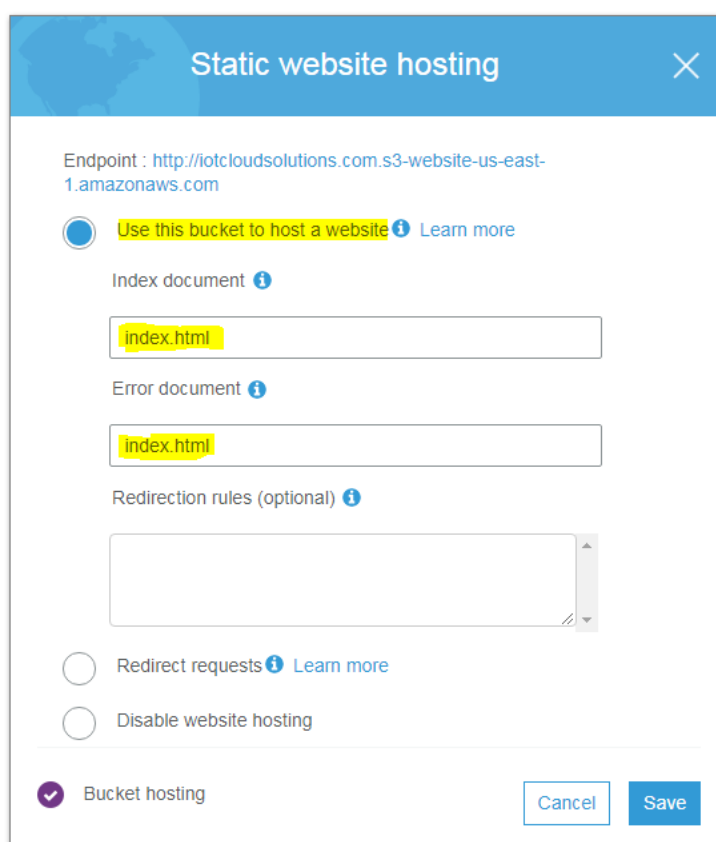 Static website hosting
Endpoint : http://iotcloudsolutions.com.s3-website-us-east-
1.amazonaws.com
Use this bucket to host a website Learn more
Index document
index.html
Error document
index.html
Redirection rules (optional)
Redirect requests Learn more
Disable website hosting
Bucket hosting
Cancel Save